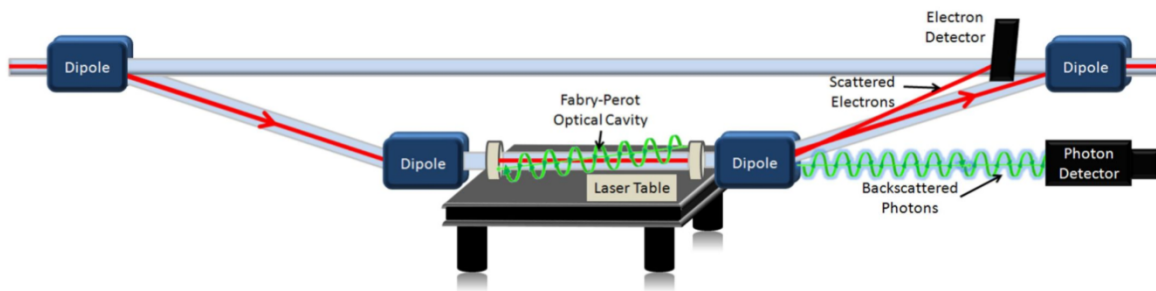 Electron
Detector
Dipole
Dipole
Scattered
Electrons
Fabry-Perot
Optical Cavity
Dipole
Dipole
Photon
Detector
Laser Table
Backscattered
Photons